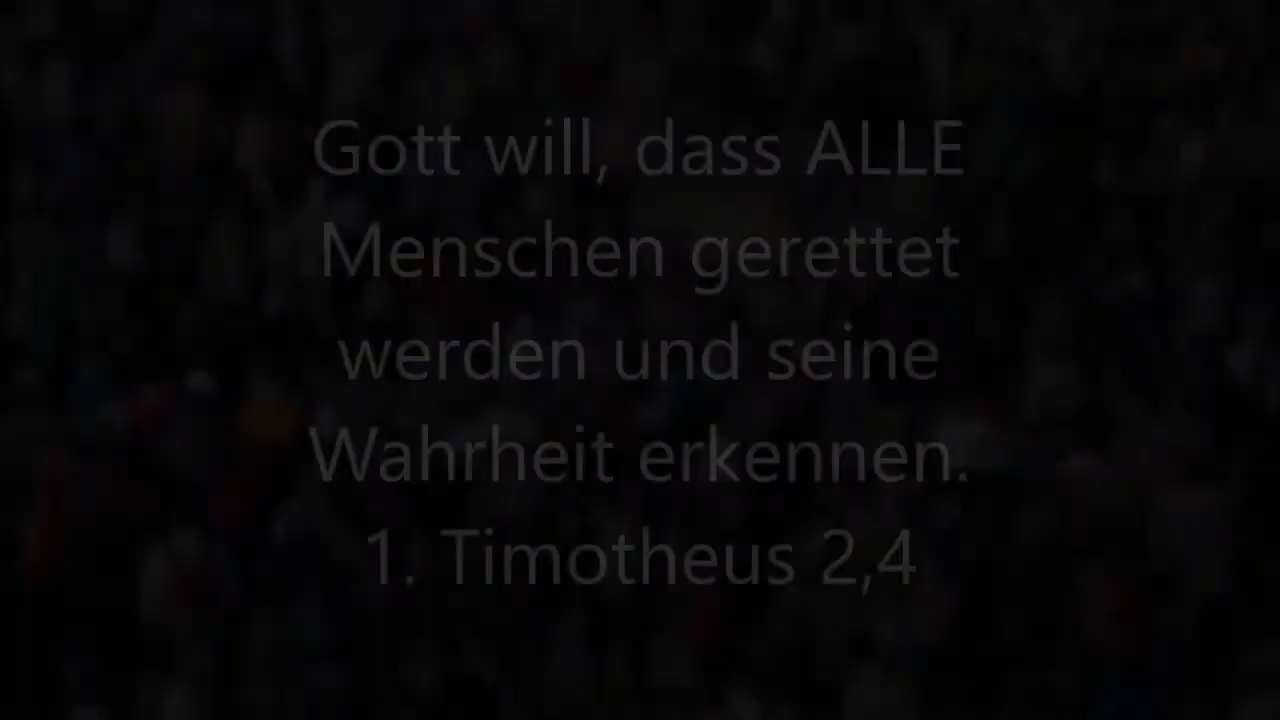 Gott will, dass ALLE
Menschen gerettet
werden und seine
Wahrheit erkennen.
1. Timotheus 2,4